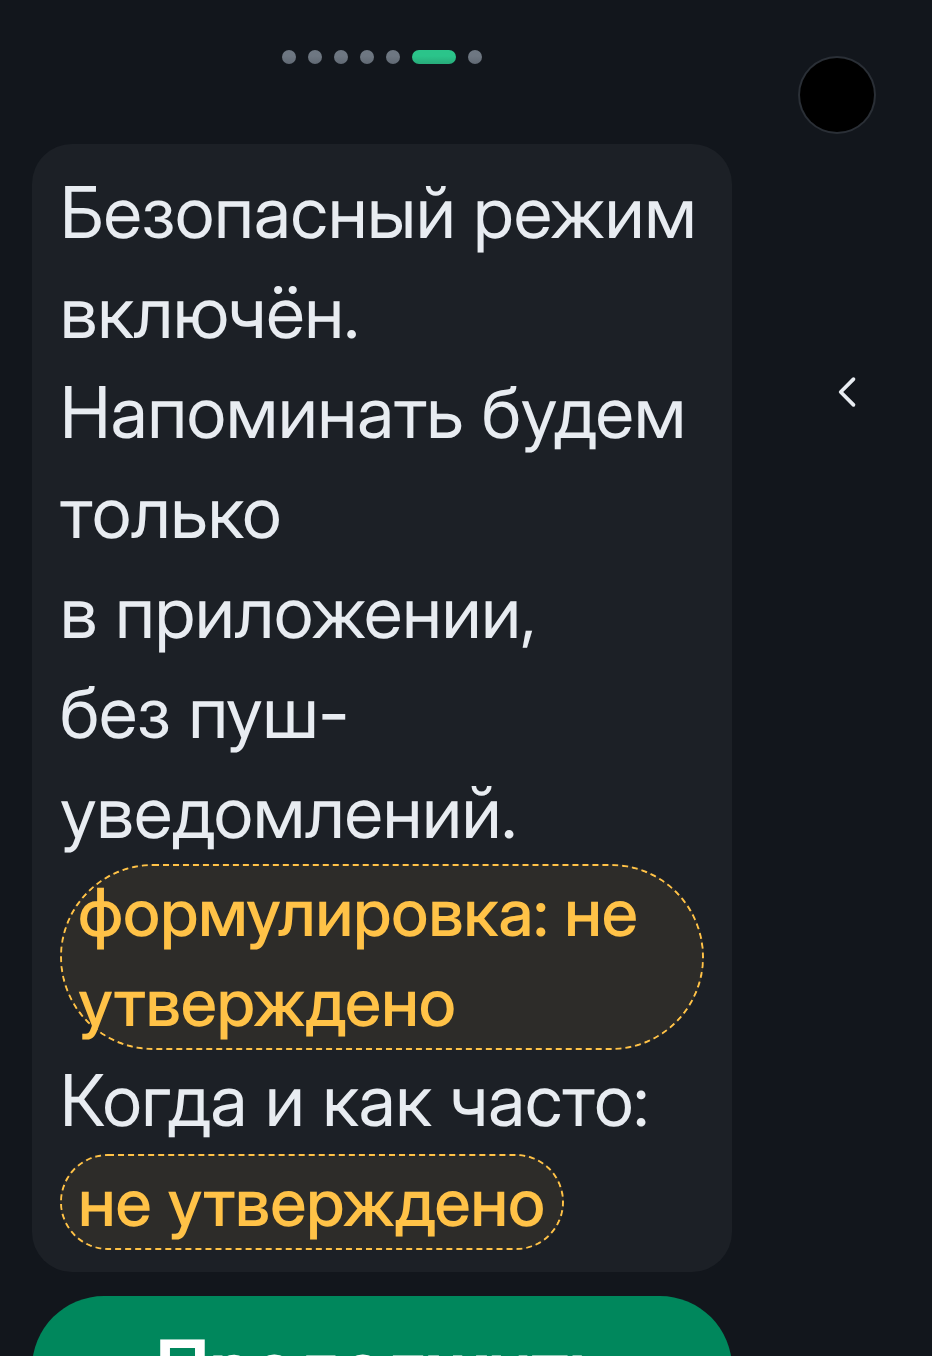 Безопасный режим
включён.
Напоминать будем
только
в приложении,
без пуш-
уведомлений.
формулировка: не
утверждено
Когда и как часто:
не утверждено